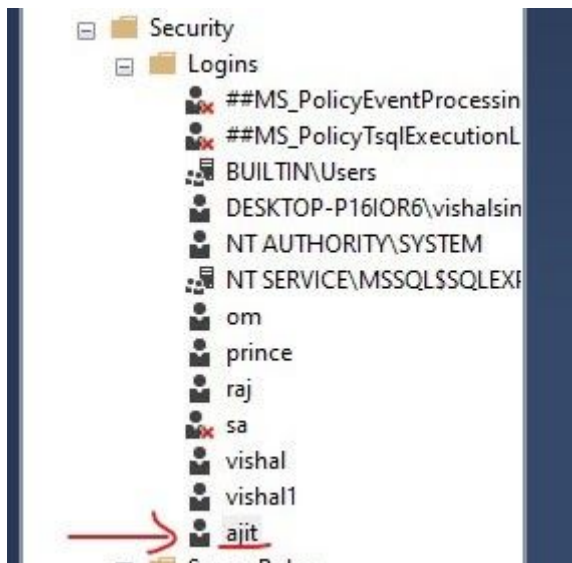 Security
Logins
##MS_PolicyEventProcessin
##MS_PolicyTsqlExecutionL
BUILTIN\Users
DESKTOP-P16IOR6\vishalsin
NT AUTHORITY\SYSTEM
NT SERVICE\MSSQL$SQLEXP
om
prince
raj
sa
vishal
vishal1
ajit